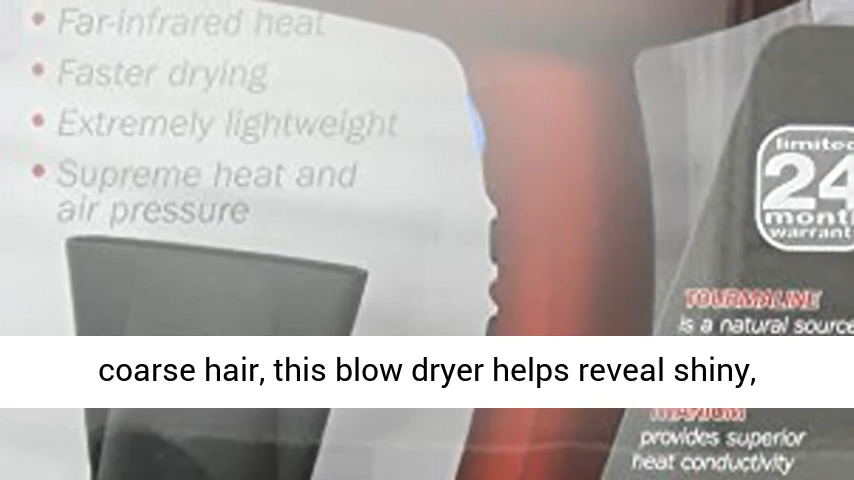 • Far-infrared heat
• Faster drying
• Extremely lightweight
• Supreme heat and
air pressure
limited
24
month
warranty
TOURMALINE
is a natural source
coarse hair, this blow dryer helps reveal shiny,
TITANIUM
provides superior
heat conductivity